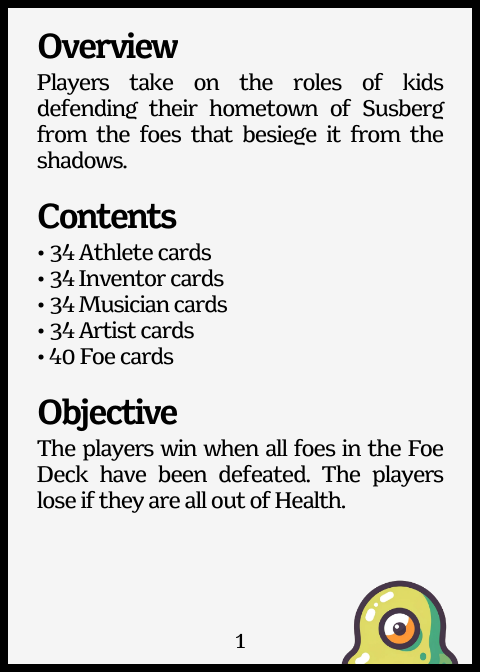 Overview
Players take on the roles of kids
defending their hometown of Susberg
from the foes that besiege it from the
shadows.
Contents
• 34 Athlete cards
• 34 Inventor cards
• 34 Musician cards
• 34 Artist cards
• 40 Foe cards
Objective
The players win when all foes in the Foe
Deck have been defeated. The players
lose if they are all out of Health.
1